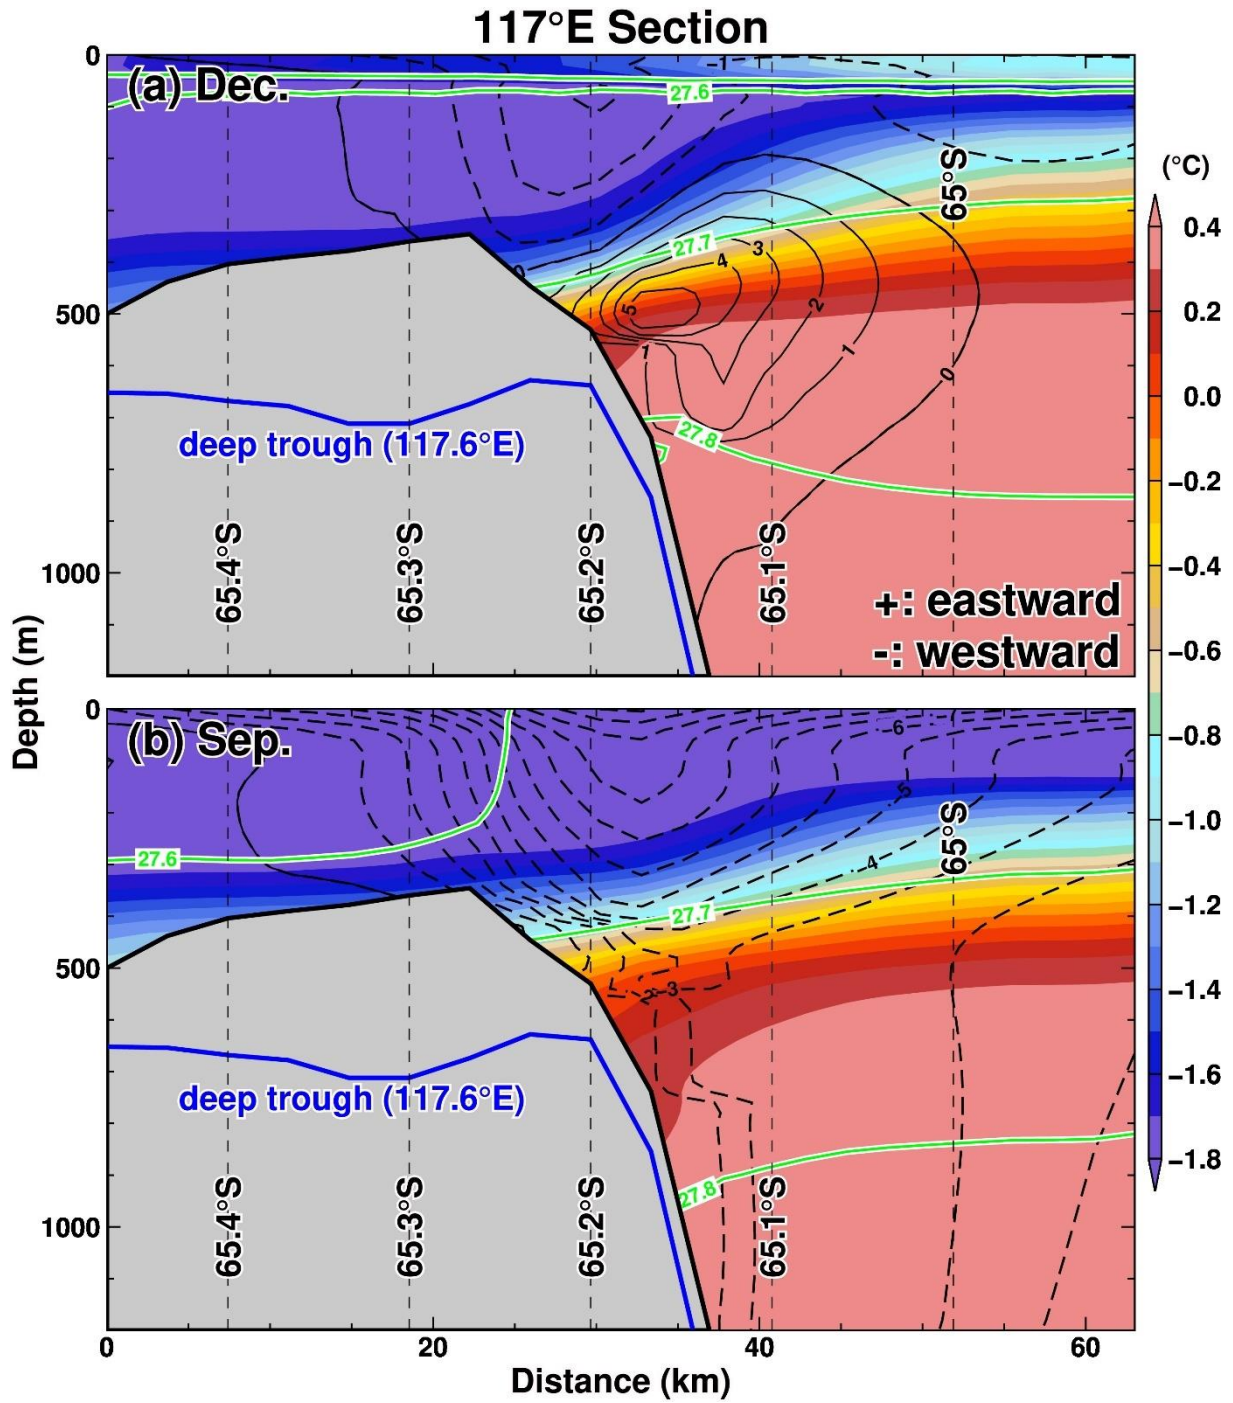 117°E Section
(a) Dec.
0
500
1000
27.6
-1
27.7
27.8
0
1
2
3
4
5
1
0
65.4°S
65.3°S
65.2°S
65.1°S
65°S
deep trough (117.6°E)
+: eastward
-: westward
Depth (m)
(b) Sep.
0
500
1000
27.6
27.7
27.8
-6
-5
-4
-3
65.4°S
65.3°S
65.2°S
65.1°S
65°S
deep trough (117.6°E)
0
20
40
60
Distance (km)
(°C)
0.4
0.2
0.0
−0.2
−0.4
−0.6
−0.8
−1.0
−1.2
−1.4
−1.6
−1.8